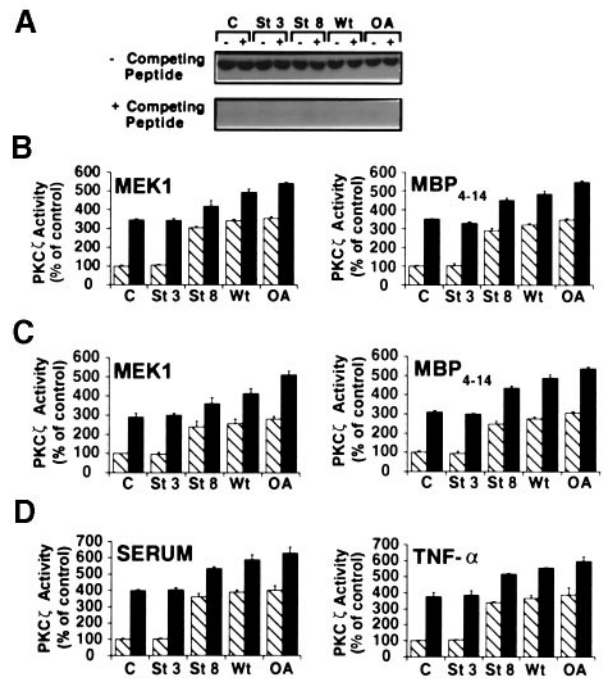 A
C St 3 St 8 Wt OA
- + - + - + - + - +
- Competing
Peptide
+ Competing
Peptide
B
MEK1
PKCζ Activity
(% of control)
600
500
400
300
200
100
0
C St 3 St 8 Wt OA
MBP 4-14
PKCζ Activity
(% of control)
600
500
400
300
200
100
0
C St 3 St 8 Wt OA
C
MEK1
PKCζ Activity
(% of control)
600
500
400
300
200
100
0
C St 3 St 8 Wt OA
MBP 4-14
PKCζ Activity
(% of control)
600
500
400
300
200
100
0
C St 3 St 8 Wt OA
D
SERUM
PKCζ Activity
(% of control)
700
600
500
400
300
200
100
0
C St 3 St 8 Wt OA
TNF-α
PKCζ Activity
(% of control)
700
600
500
400
300
200
100
0
C St 3 St 8 Wt OA